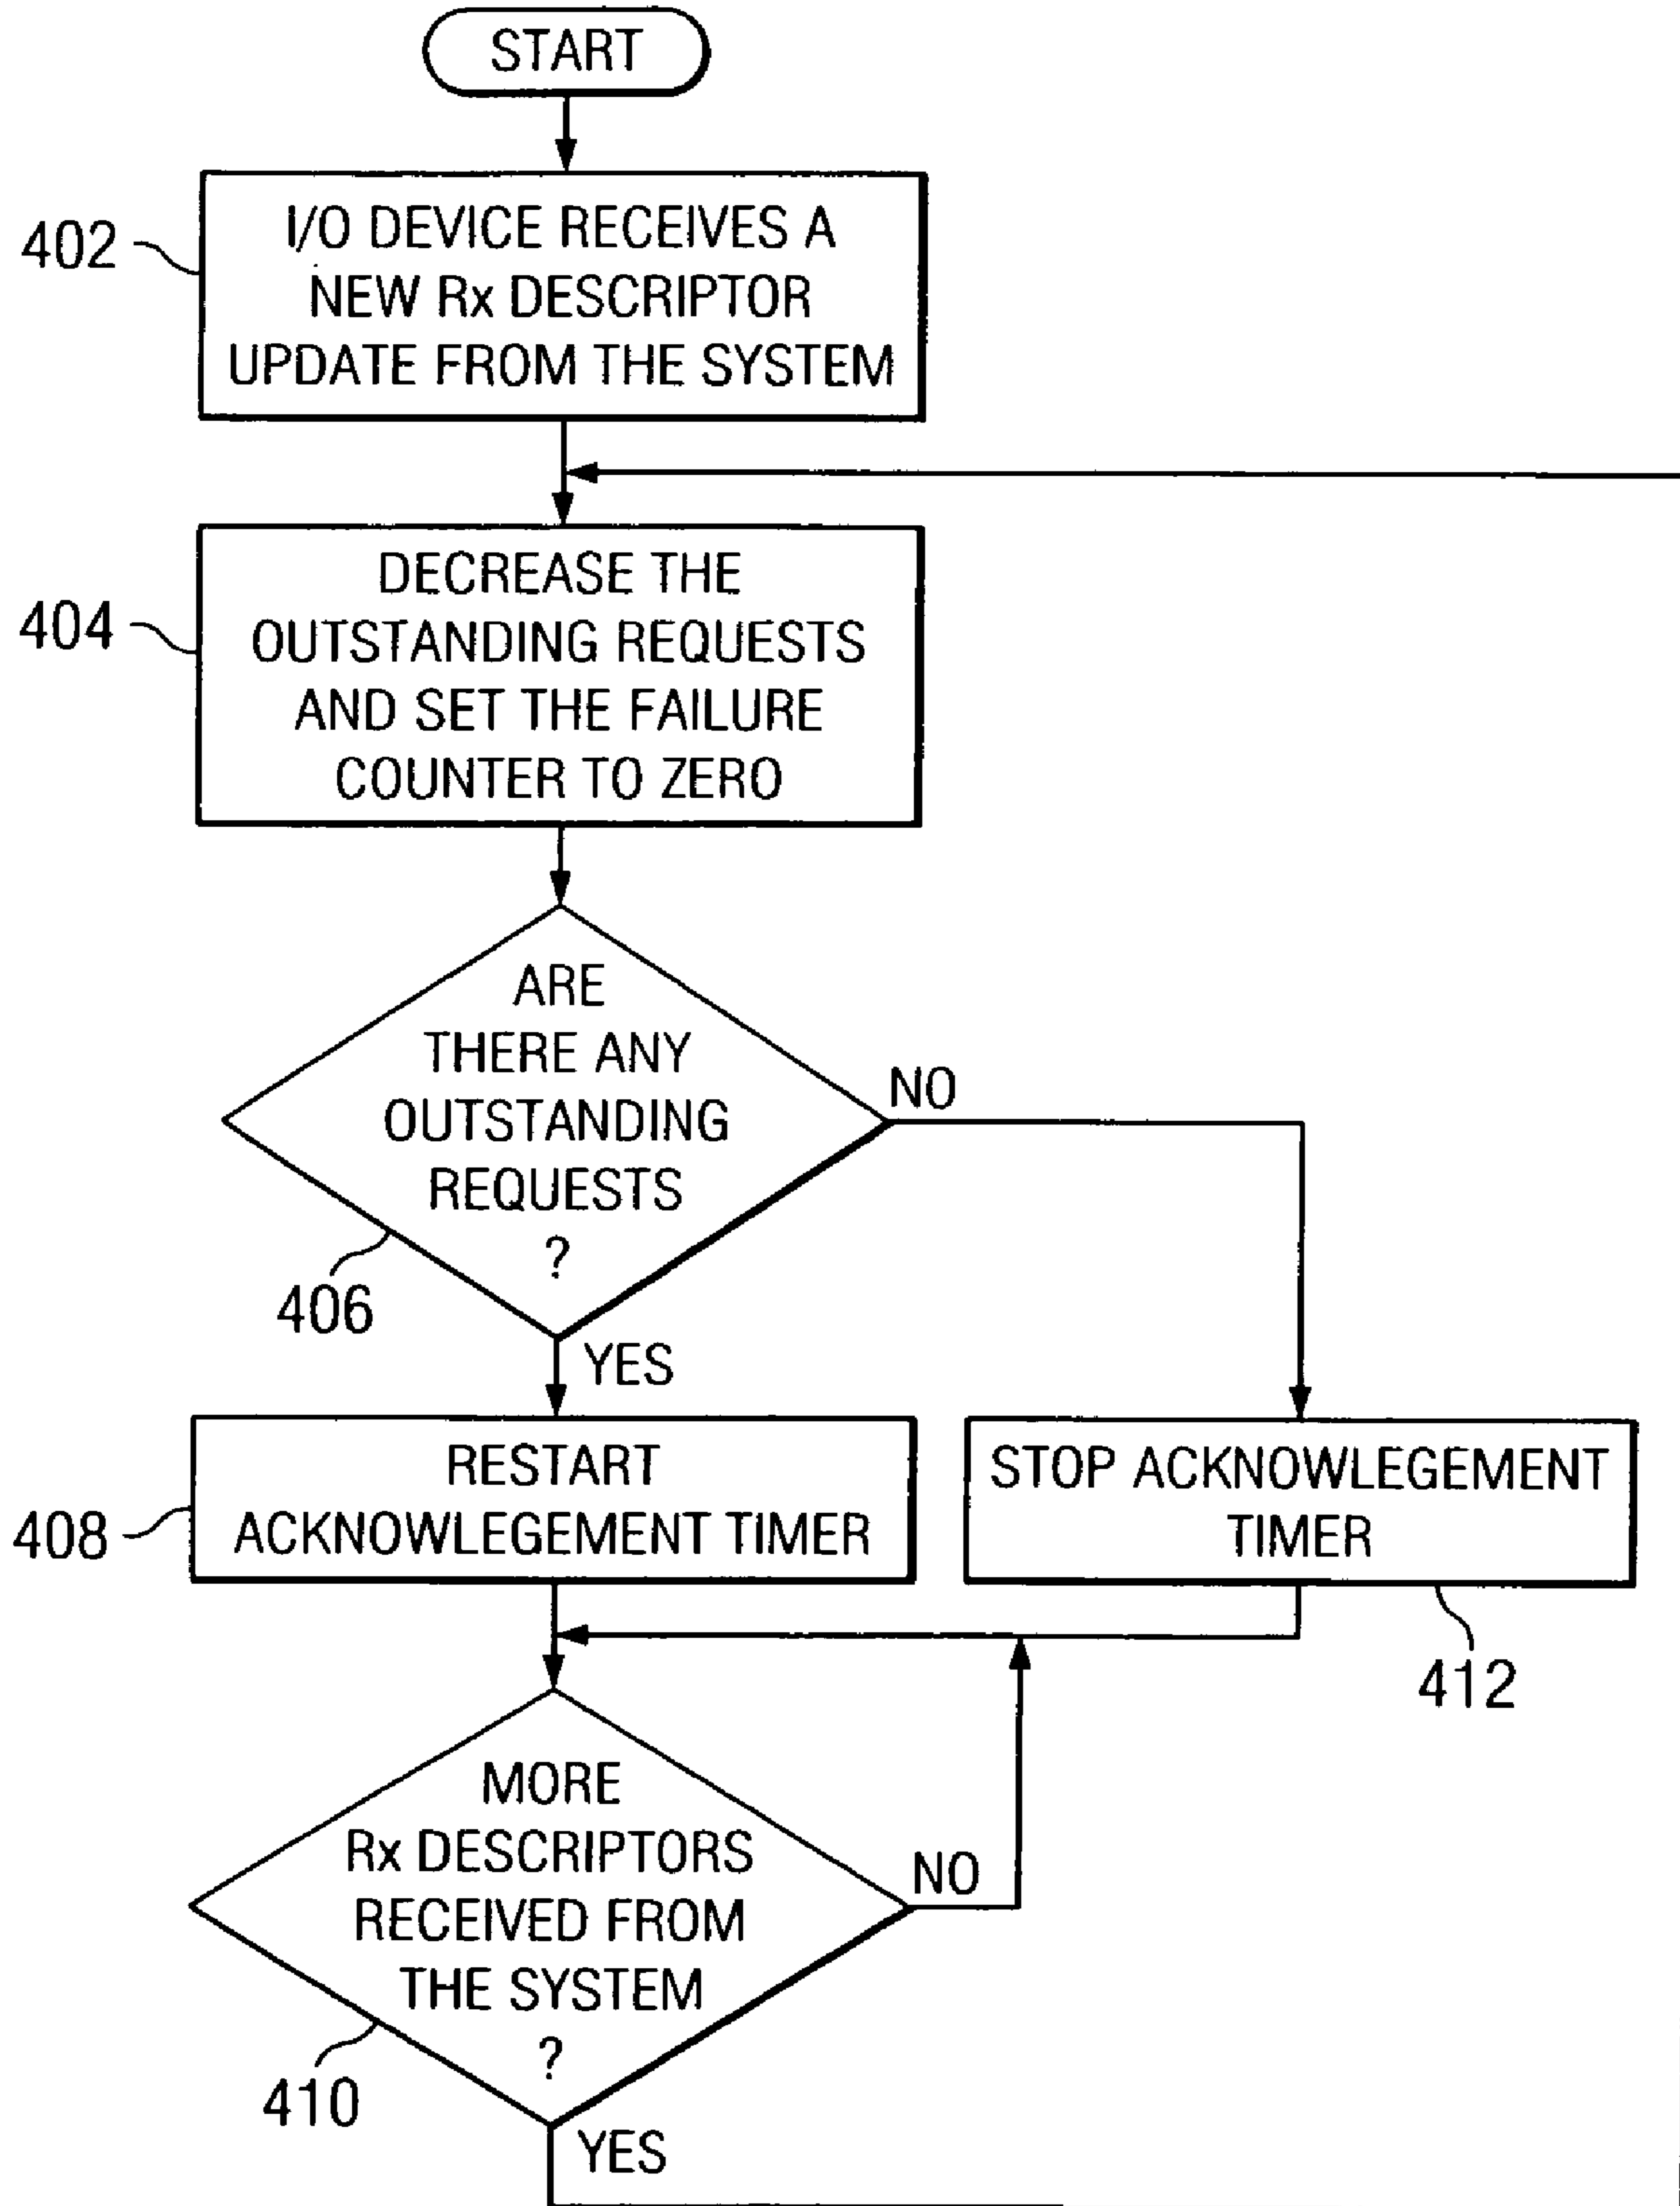 START
402
I/O DEVICE RECEIVES A
NEW Rx DESCRIPTOR
UPDATE FROM THE SYSTEM
404
DECREASE THE
OUTSTANDING REQUESTS
AND SET THE FAILURE
COUNTER TO ZERO
ARE
THERE ANY
OUTSTANDING
REQUESTS
?
NO
406
YES
408
RESTART
ACKNOWLEGEMENT TIMER
STOP ACKNOWLEGEMENT
TIMER
412
MORE
Rx DESCRIPTORS
RECEIVED FROM
THE SYSTEM
?
NO
410
YES